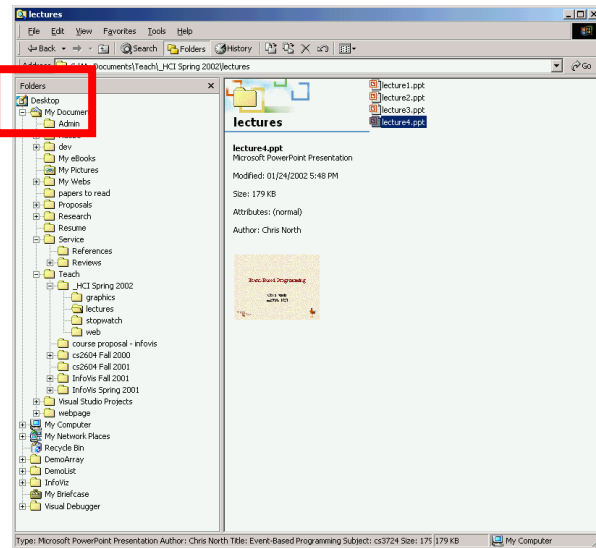 lectures
File Edit View Favorites Tools Help
Back Search Folders History
Documents\Teach\_HCI Spring 2002\lectures Go
Folders
Desktop
My Documen
Admin
dev
My eBooks
My Pictures
My Webs
papers to read
Proposals
Research
Resume
Service
References
Reviews
Teach
_HCI Spring 2002
graphics
lectures
stopwatch
web
course proposal - infovis
cs2604 Fall 2000
cs2604 Fall 2001
InfoVis Fall 2001
InfoVis Spring 2001
Visual Studio Projects
webpage
My Computer
My Network Places
Recycle Bin
DemoArray
DemoList
InfoViz
My Briefcase
Visual Debugger
lectures
lecture4.ppt
Microsoft PowerPoint Presentation
Modified: 01/24/2002 5:48 PM
Size: 179 KB
Attributes: (normal)
Author: Chris North
Event-Based Programming
Chris North
lecture1.ppt
lecture2.ppt
lecture3.ppt
lecture4.ppt
Type: Microsoft PowerPoint Presentation Author: Chris North Title: Event-Based Programming Subject: cs3724 Size: 179 179 KB My Computer